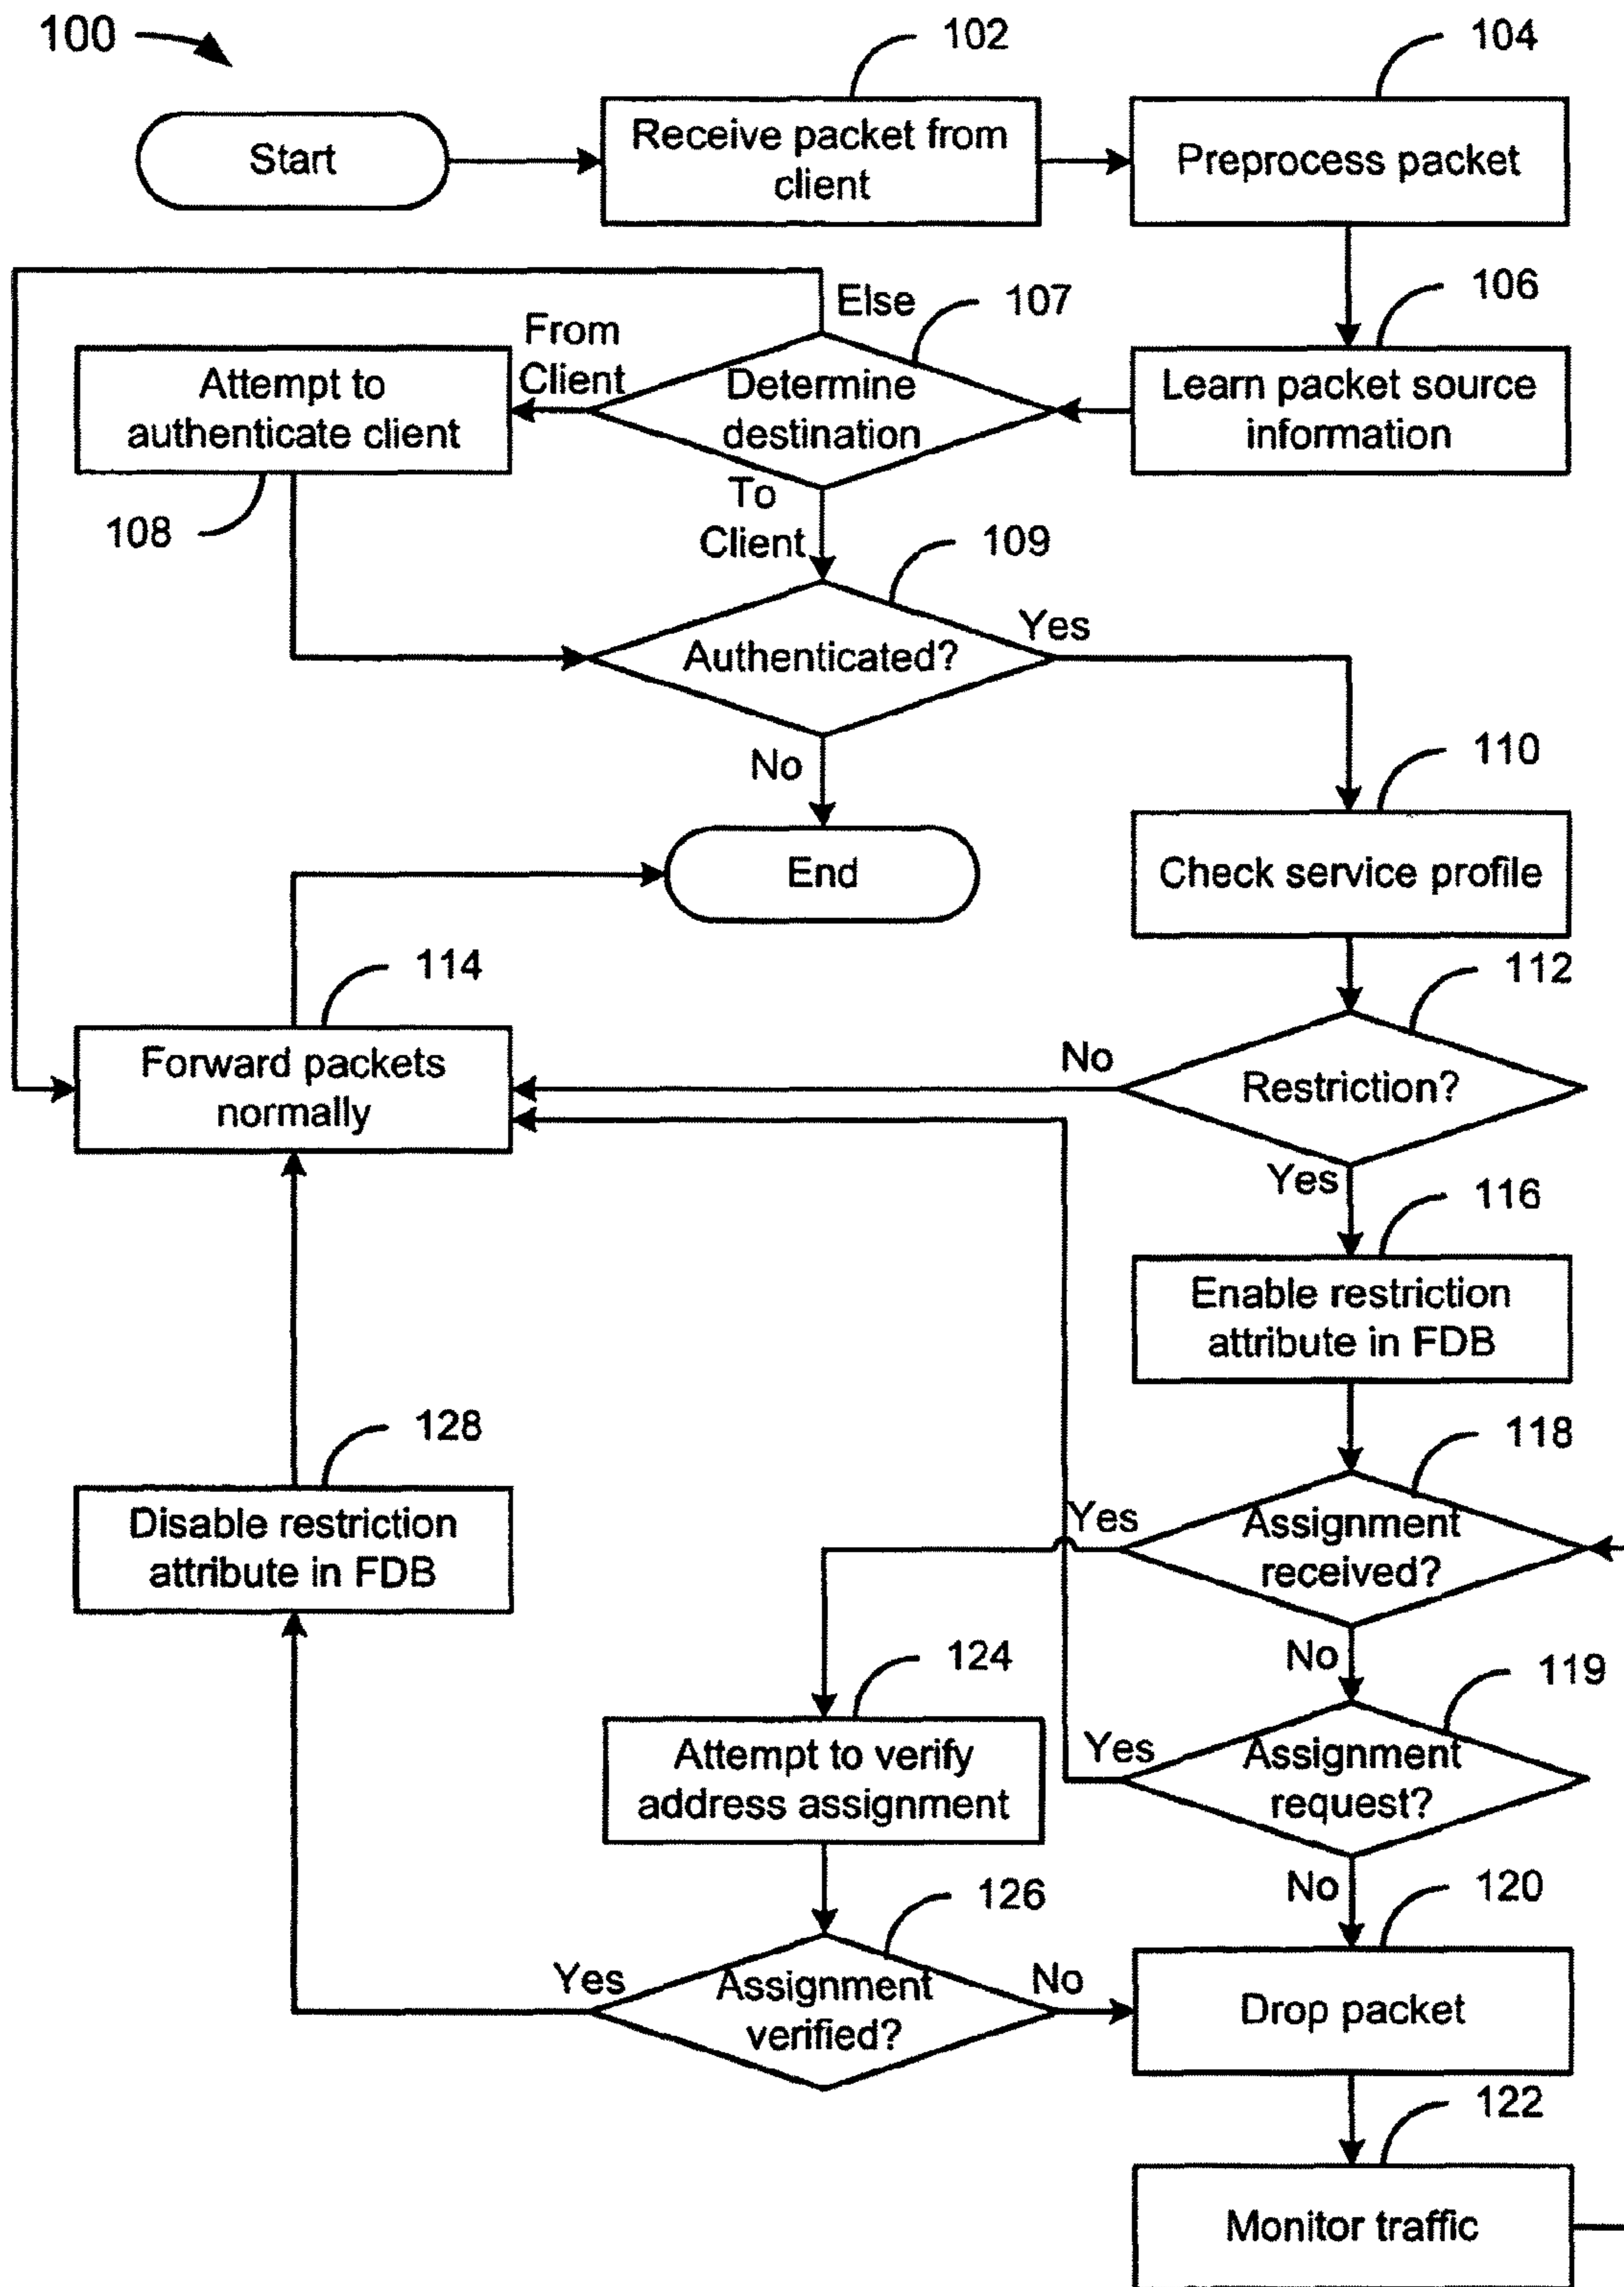 100
102
104
Start
Receive packet from
client
Preprocess packet
106
Else
107
From
Client
Attempt to
authenticate client
Determine
destination
Learn packet source
information
108
To
Client
109
Authenticated?
Yes
No
110
End
Check service profile
114
112
Forward packets
normally
No
Restriction?
Yes
116
Enable restriction
attribute in FDB
128
118
Disable restriction
attribute in FDB
Yes
Assignment
received?
No
124
119
Attempt to verify
address assignment
Yes
Assignment
request?
No
120
126
Yes
Assignment
verified?
No
Drop packet
122
Monitor traffic